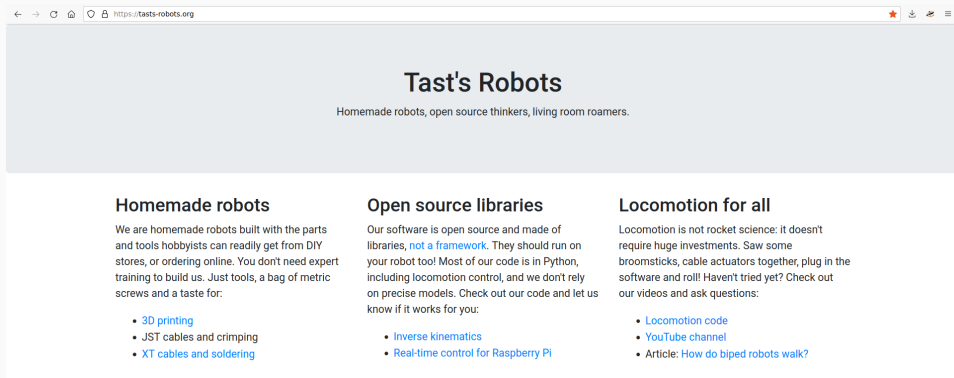 https://tasts-robots.org
Tast's Robots
Homemade robots, open source thinkers, living room roamers.
Homemade robots
We are homemade robots built with the parts
and tools hobbyists can readily get from DIY
stores, or ordering online. You don't need expert
training to build us. Just tools, a bag of metric
screws and a taste for:
3D printing
JST cables and crimping
XT cables and soldering
Open source libraries
Our software is open source and made of
libraries, not a framework. They should run on
your robot too! Most of our code is in Python,
including locomotion control, and we don't rely
on precise models. Check out our code and let us
know if it works for you:
Inverse kinematics
Real-time control for Raspberry Pi
Locomotion for all
Locomotion is not rocket science: it doesn't
require huge investments. Saw some
broomsticks, cable actuators together, plug in the
software and roll! Haven't tried yet? Check out
our videos and ask questions:
Locomotion code
YouTube channel
Article: How do biped robots walk?